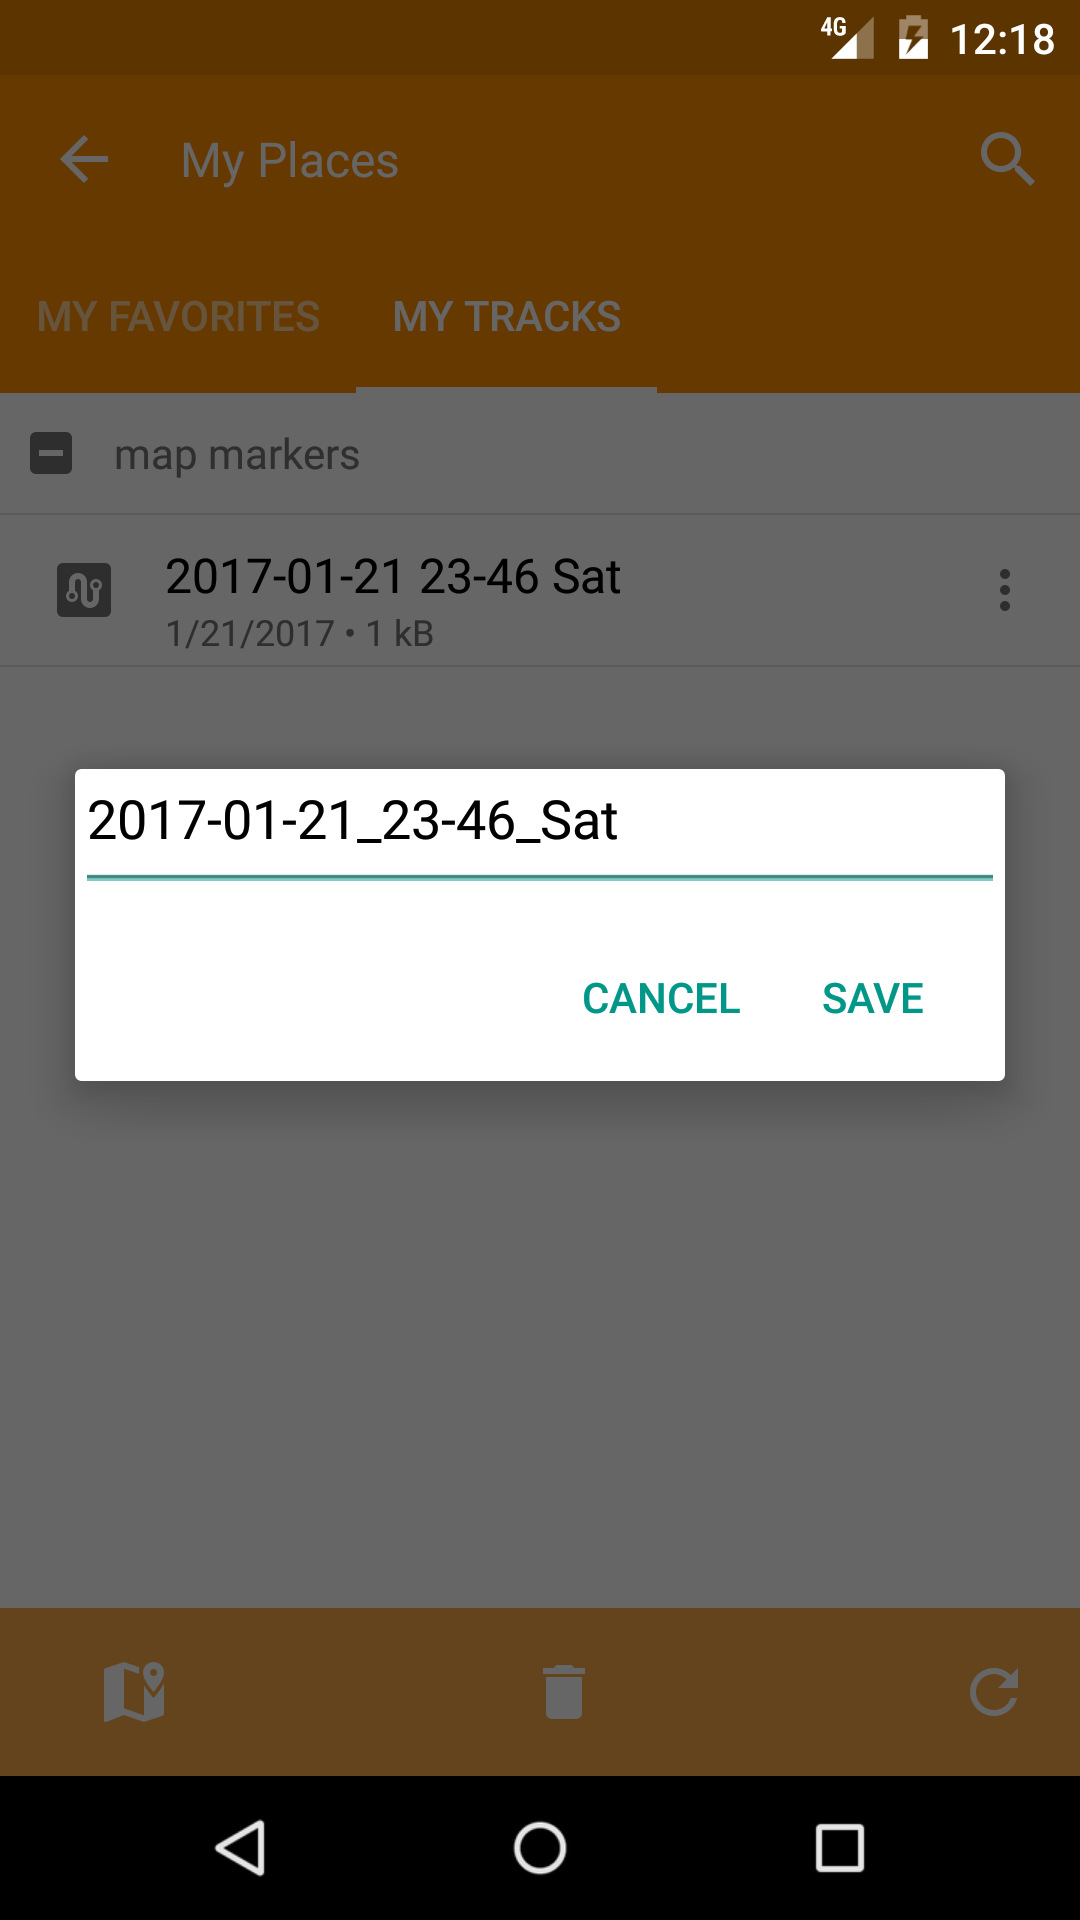 4G 12:18
My Places
MY FAVORITES MY TRACKS
map markers
2017-01-21 23-46 Sat
1/21/2017 • 1 kB
2017-01-21_23-46_Sat
CANCEL SAVE